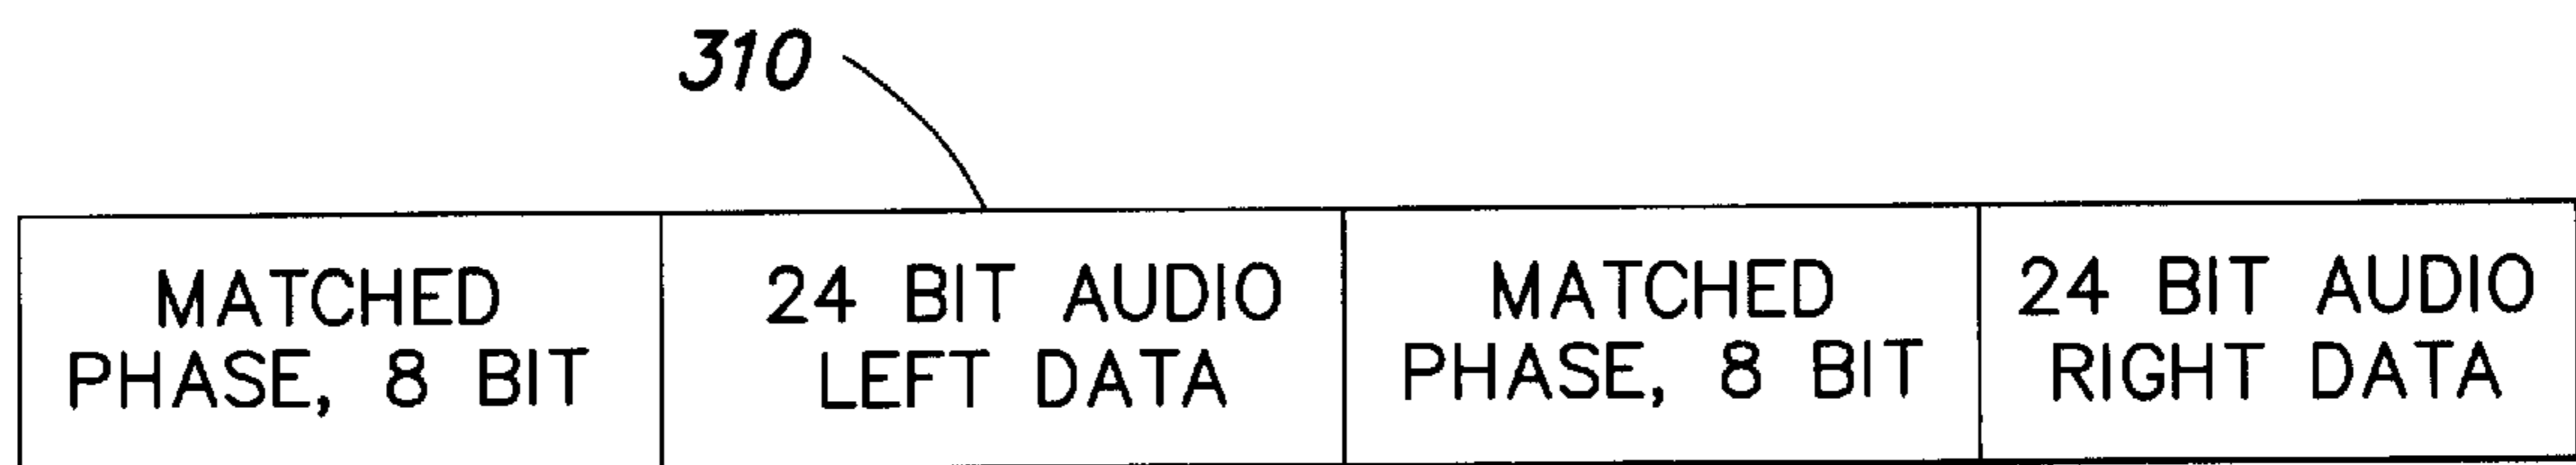 310
MATCHED
PHASE, 8 BIT
24 BIT AUDIO
LEFT DATA
MATCHED
PHASE, 8 BIT
24 BIT AUDIO
RIGHT DATA